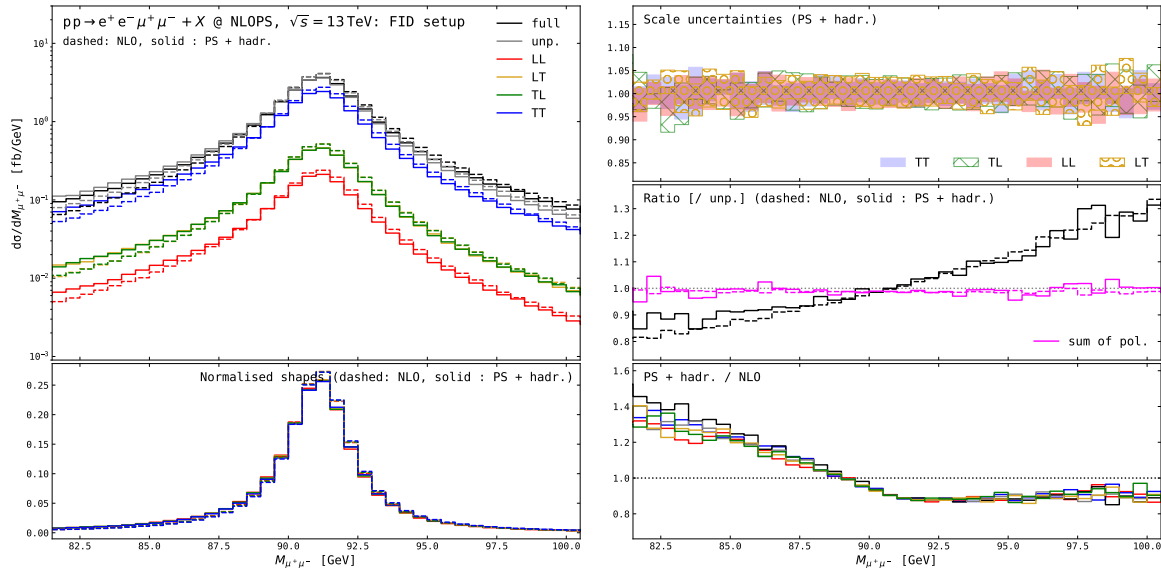 pp→e⁺e⁻μ⁺μ⁻ + X @ NLOPS, √s = 13 TeV: FID setup
dashed: NLO, solid : PS + hadr.
full
unp.
LL
LT
TL
TT
dσ/dM_μ⁺μ⁻ [fb/GeV]
10¹
10⁰
10⁻¹
10⁻²
10⁻³
Normalised shapes (dashed: NLO, solid : PS + hadr.)
0.25
0.20
0.15
0.10
0.05
0.00
82.5 85.0 87.5 90.0 92.5 95.0 97.5 100.0
M_μ⁺μ⁻ [GeV]
Scale uncertainties (PS + hadr.)
1.15
1.10
1.05
1.00
0.95
0.90
0.85
TT TL LL LT
Ratio [/ unp.] (dashed: NLO, solid : PS + hadr.)
1.3
1.2
1.1
1.0
0.9
0.8
sum of pol.
PS + hadr. / NLO
1.6
1.4
1.2
1.0
0.8
82.5 85.0 87.5 90.0 92.5 95.0 97.5 100.0
M_μ⁺μ⁻ [GeV]